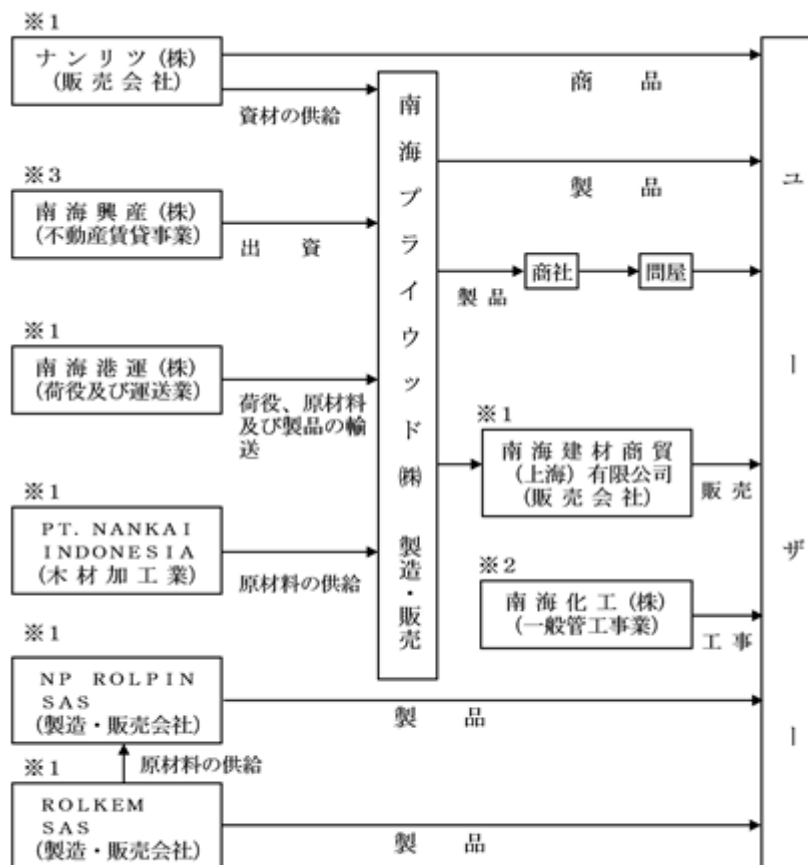 ※1
ナンリツ(株)
(販売会社)
商品
資材の供給
※3
南海興産(株)
(不動産賃貸事業)
出資
※1
南海港運(株)
(荷役及び運送業)
荷役、原材料
及び製品の輸
送
※1
PT. NANKAI
INDONESIA
(木材加工業)
原材料の供給
南海プライウッド㈱ 製造・販売
製品
製品
商社
問屋
※1
南海建材商貿
(上海)有限公司
(販売会社)
販売
※2
南海化工(株)
(一般管工事業)
工事
※1
NP ROLPIN
SAS
(製造・販売会社)
製品
原材料の供給
※1
ROLKEM
SAS
(製造・販売会社)
製品
ユーザー